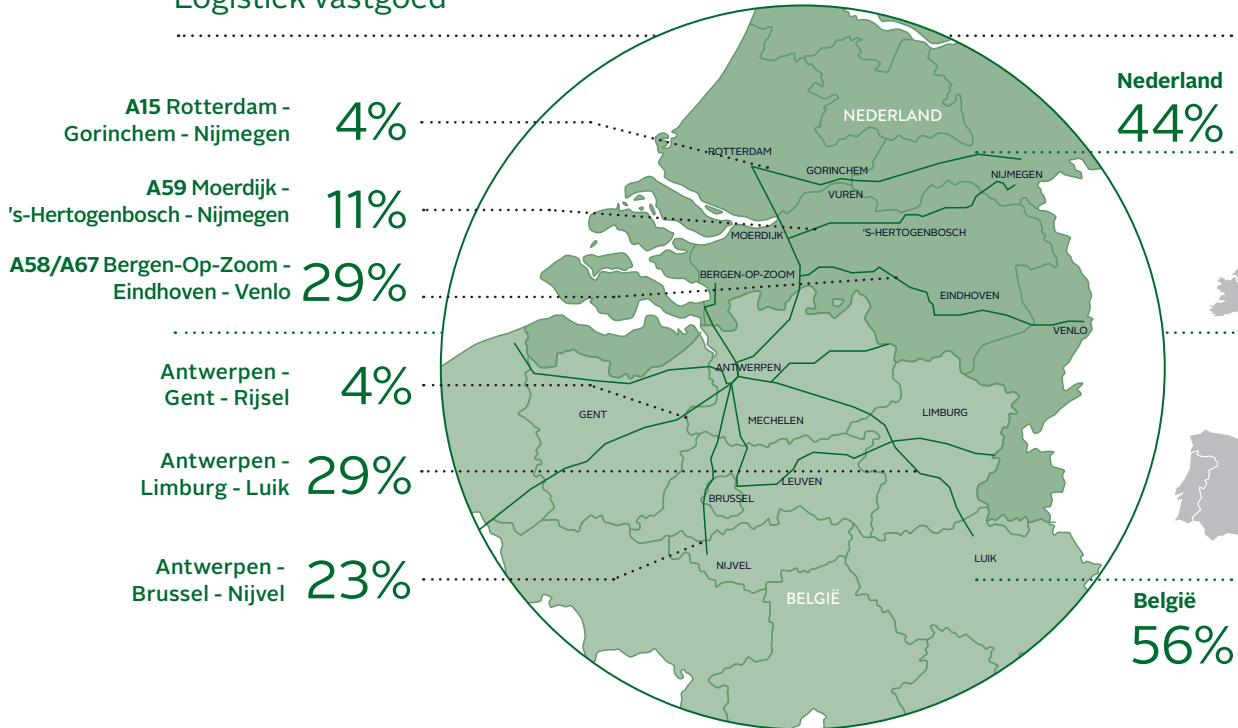 Logistiek vastgoed
A15 Rotterdam -
Gorinchem - Nijmegen
4%
A59 Moerdijk -
's-Hertogenbosch - Nijmegen
11%
A58/A67 Bergen-Op-Zoom -
Eindhoven - Venlo
29%
Antwerpen -
Gent - Rijsel
4%
Antwerpen -
Limburg - Luik
29%
Antwerpen -
Brussel - Nijvel
23%
NEDERLAND
ROTTERDAM
GORINCHEM
NIJMEGEN
VUREN
MOERDIJK
'S-HERTOGENBOSCH
BERGEN-OP-ZOOM
EINDHOVEN
VENLO
ANTWERPEN
GENT
MECHELEN
LIMBURG
LEUVEN
BRUSSEL
NIJVEL
LUIK
BELGIË
Nederland
44%
België
56%